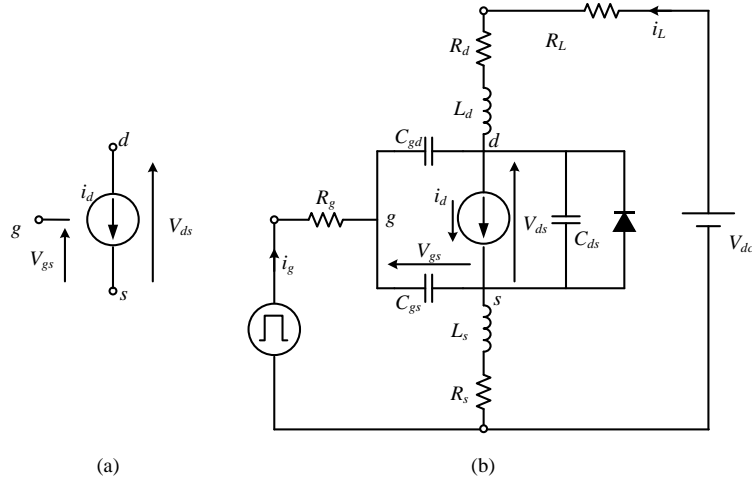 d
i_d
g
V_gs
V_ds
s
(a)
R_d
R_L
i_L
L_d
C_gd
d
R_g
g
i_d
V_ds
C_ds
V_dc
V_gs
i_g
C_gs
s
L_s
R_s
(b)